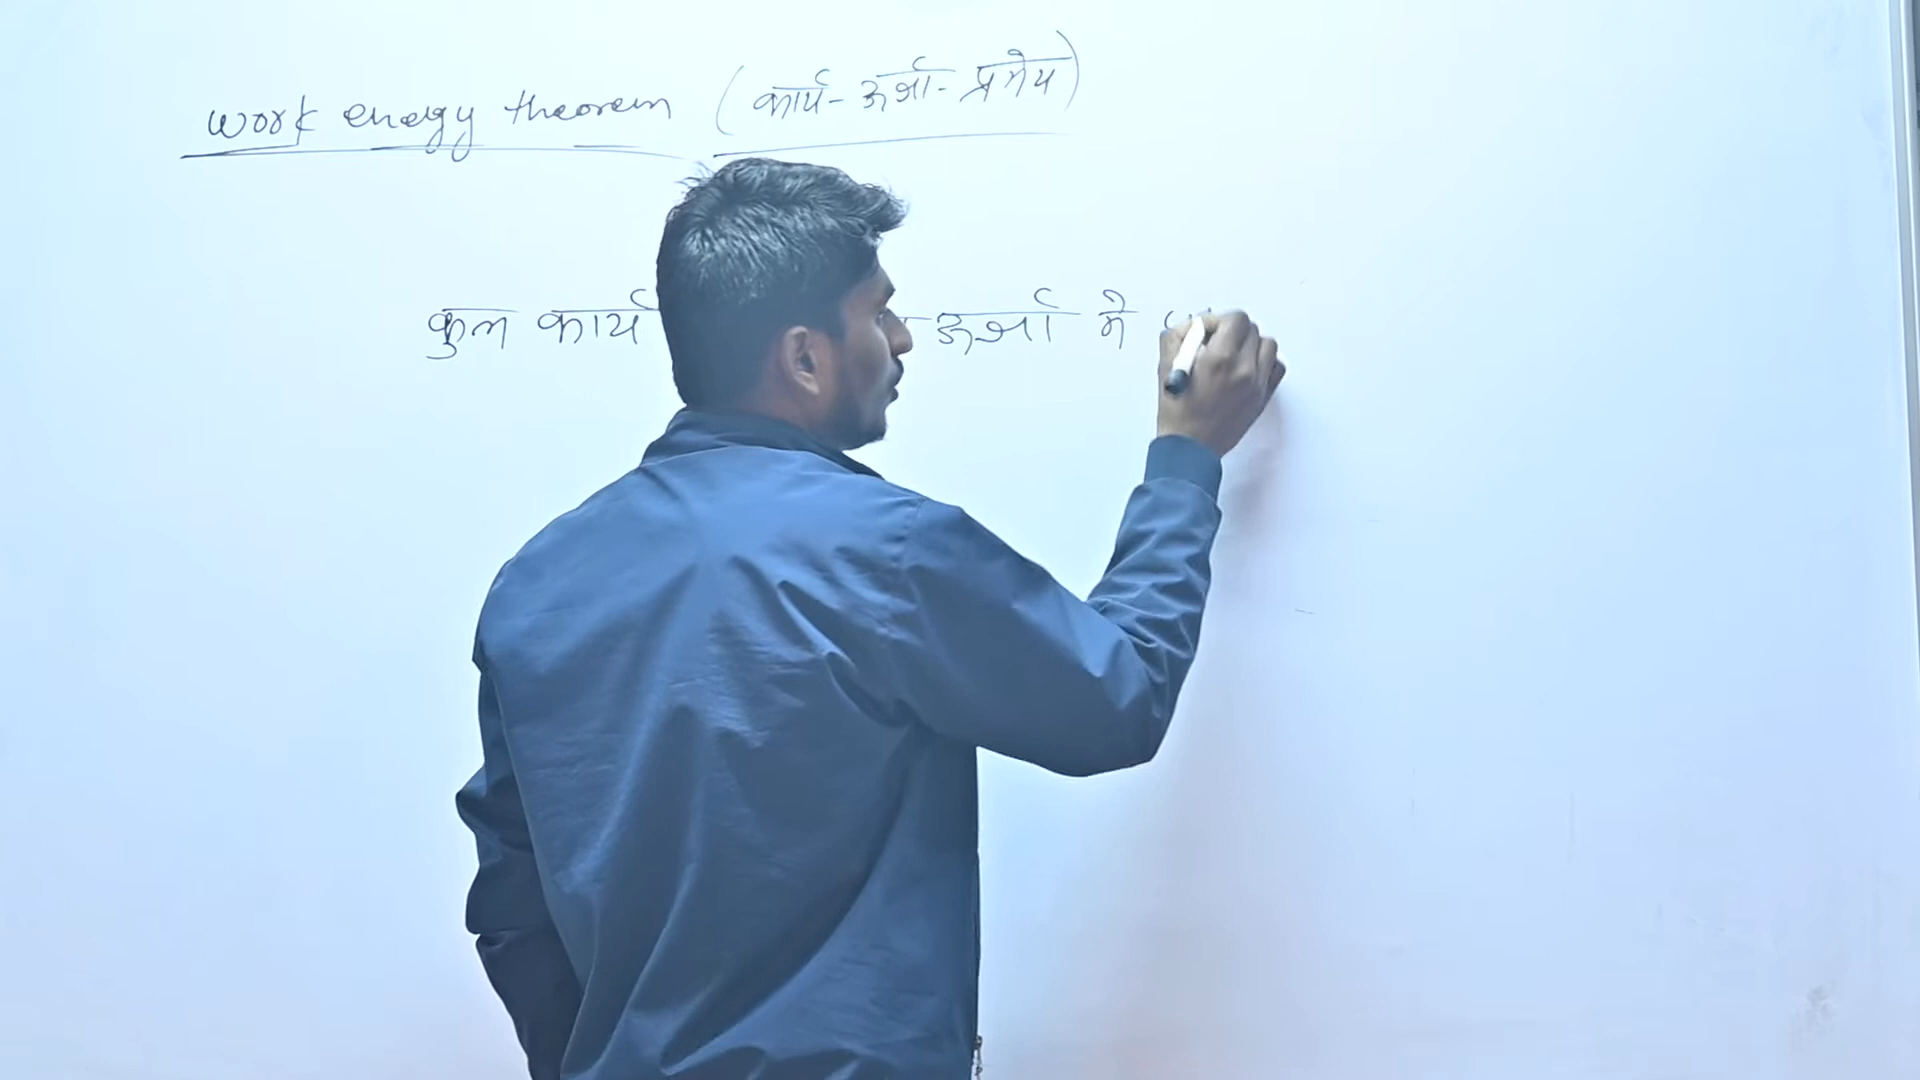 work energy theorem (कार्य- ऊर्जा- प्रमेय)
कुल कार्य ऊर्जा में